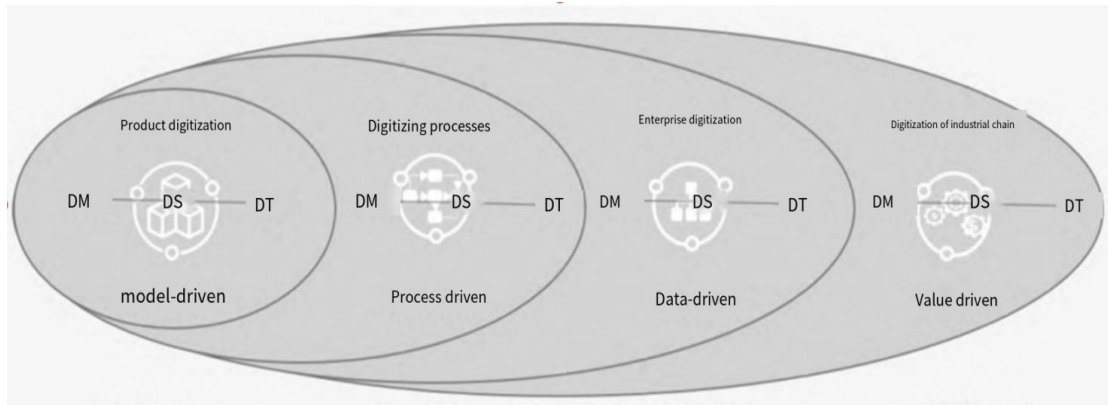 Product digitization
Digitizing processes
Enterprise digitization
Digitization of industrial chain
DM DS DT
DM DS DT
DM DS DT
DM DS DT
model-driven
Process driven
Data-driven
Value driven